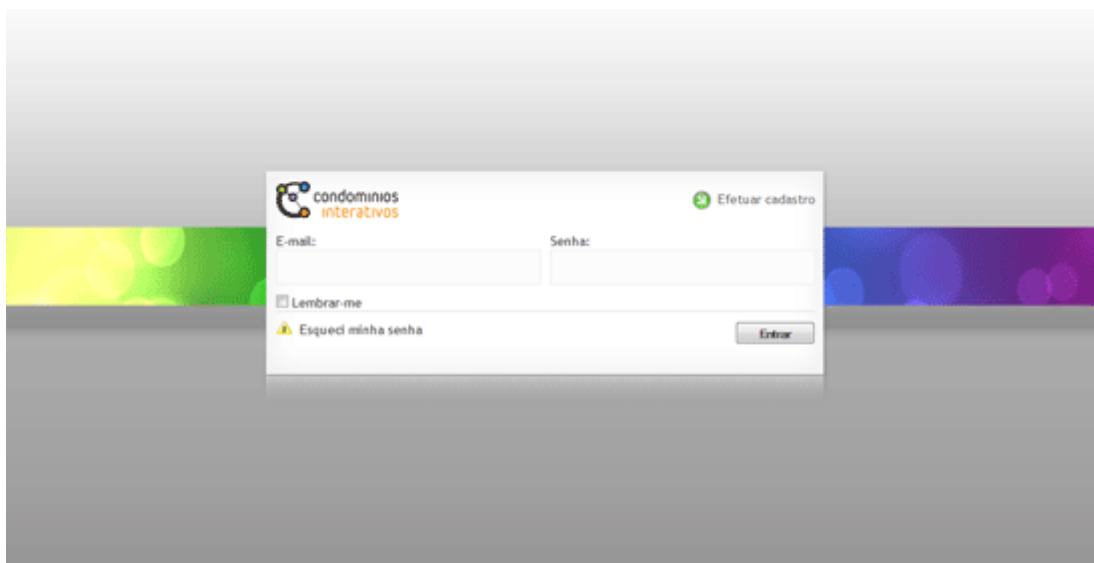 condominios
interativos
Efetuar cadastro
E-mail:
Senha:
Lembrar-me
Esqueci minha senha
Entrar